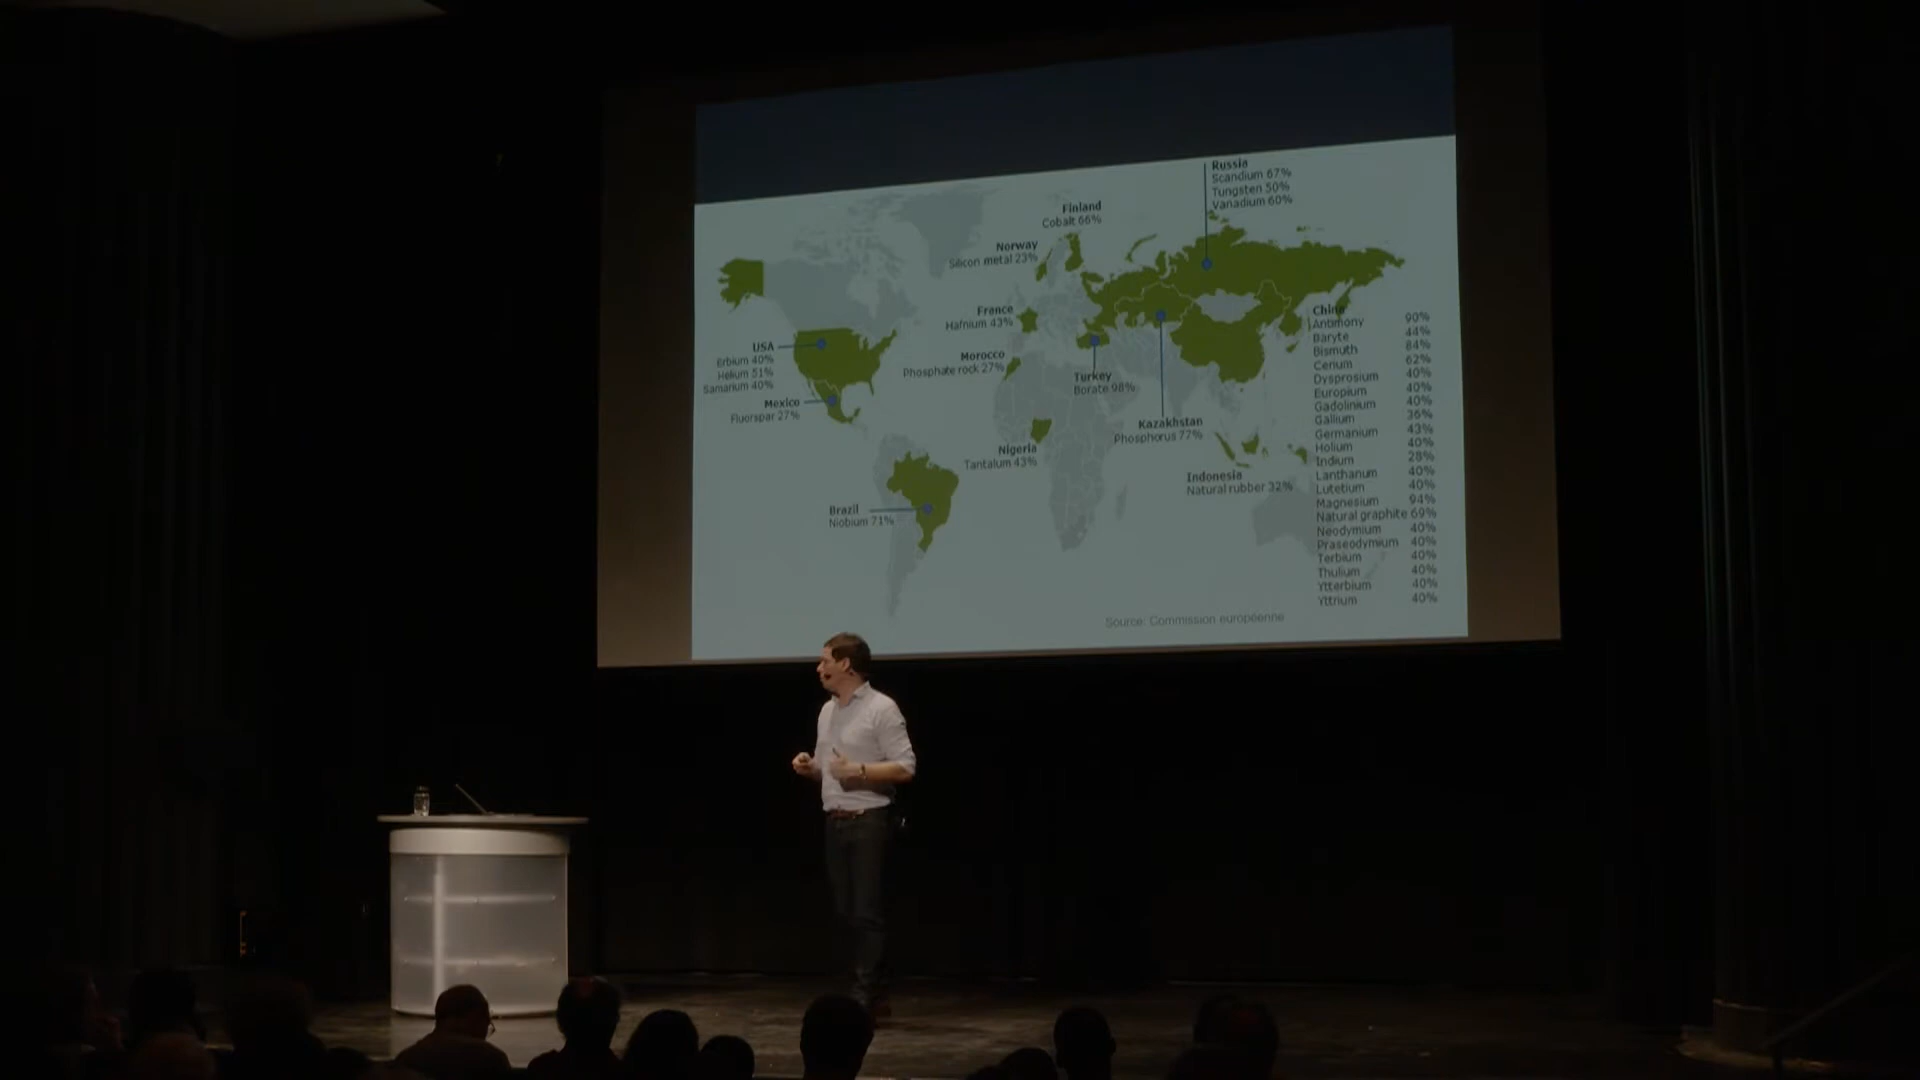 Russia
Scandium 67%
Tungsten 50%
Vanadium 60%
Finland
Cobalt 66%
Norway
Silicon metal 23%
France
Hafnium 43%
Morocco
Phosphate rock 27%
USA
Erbium 40%
Helium 51%
Samarium 40%
Mexico
Fluorspar 27%
Turkey
Borate 98%
Kazakhstan
Phosphorus 77%
Nigeria
Tantalum 43%
Indonesia
Natural rubber 32%
Brazil
Niobium 71%
China
Antimony 90%
Baryte 44%
Bismuth 84%
Cerium 62%
Dysprosium 40%
Europium 40%
Gadolinium 40%
Gallium 36%
Germanium 43%
Holium 40%
Indium 28%
Lanthanum 40%
Lutetium 40%
Magnesium 94%
Natural graphite 69%
Neodymium 40%
Praseodymium 40%
Terbium 40%
Thulium 40%
Ytterbium 40%
Yttrium 40%
Source: Commission européenne